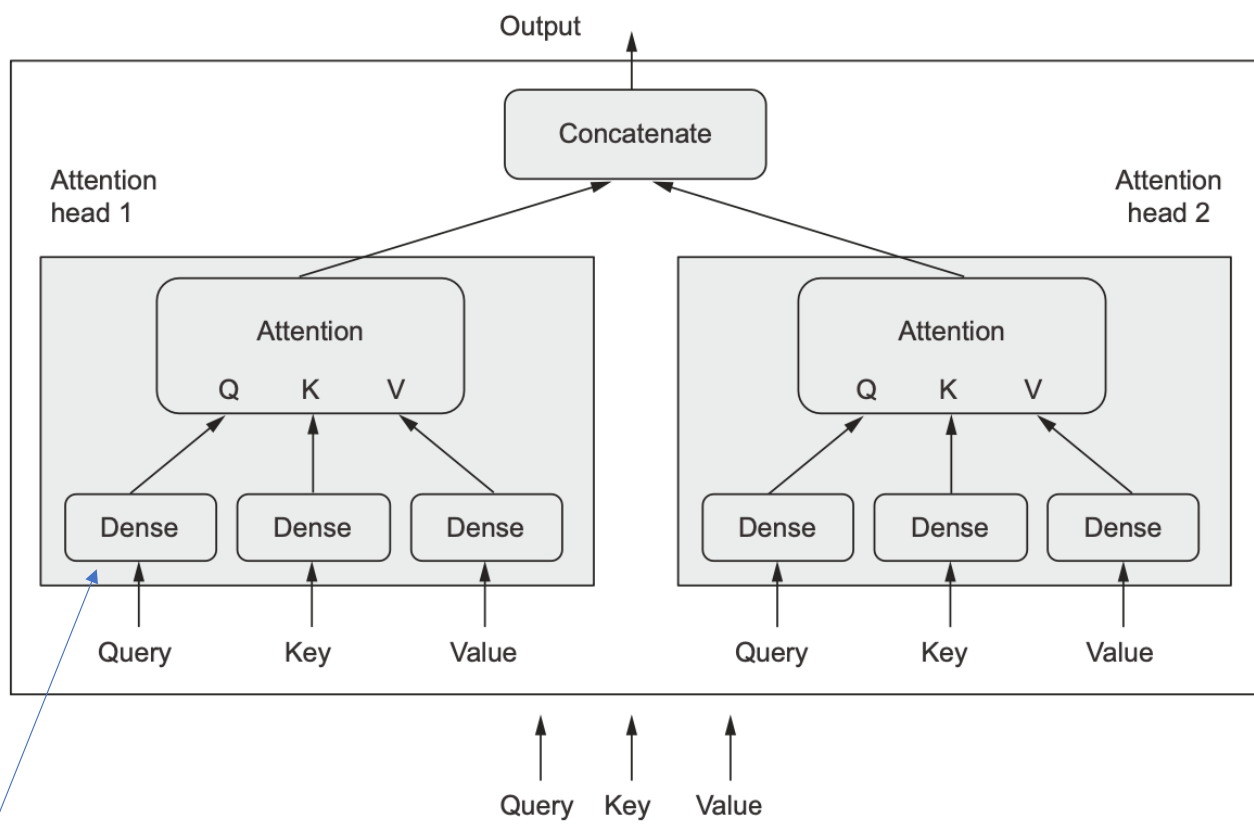 Output
Concatenate
Attention
head 1
Attention
head 2
Attention
Q K V
Attention
Q K V
Dense Dense Dense
Dense Dense Dense
Query Key Value
Query Key Value
Query Key Value